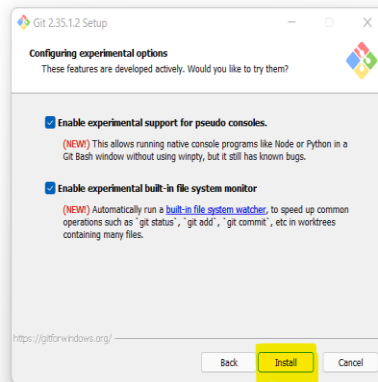 Git 2.35.1.2 Setup
Configuring experimental options
These features are developed actively. Would you like to try them?
Enable experimental support for pseudo consoles.
(NEW!) This allows running native console programs like Node or Python in a
Git Bash window without using winpty, but it still has known bugs.
Enable experimental built-in file system monitor
(NEW!) Automatically run a built-in file system watcher, to speed up common
operations such as `git status`, `git add`, `git commit`, etc in worktrees
containing many files.
https://gitforwindows.org/
Back Install Cancel